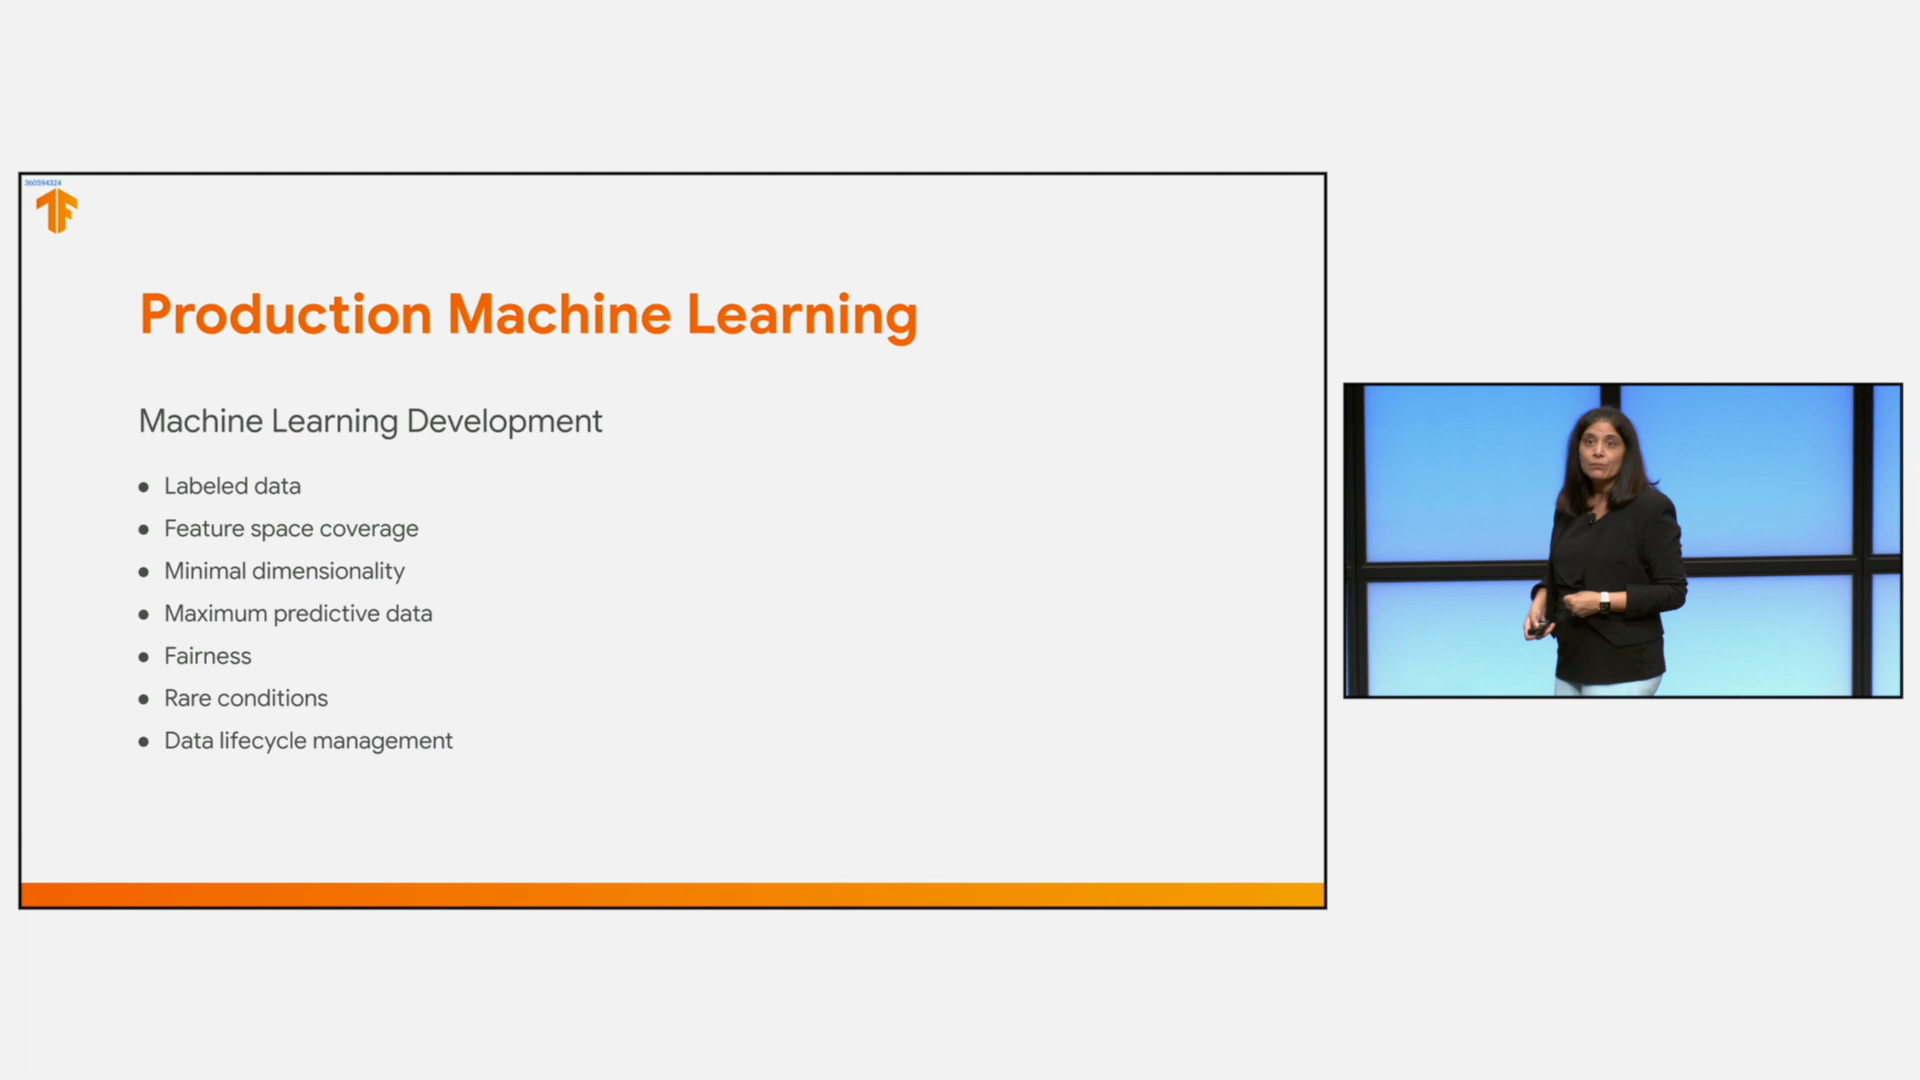 360594324
Production Machine Learning
Machine Learning Development
● Labeled data
● Feature space coverage
● Minimal dimensionality
● Maximum predictive data
● Fairness
● Rare conditions
● Data lifecycle management